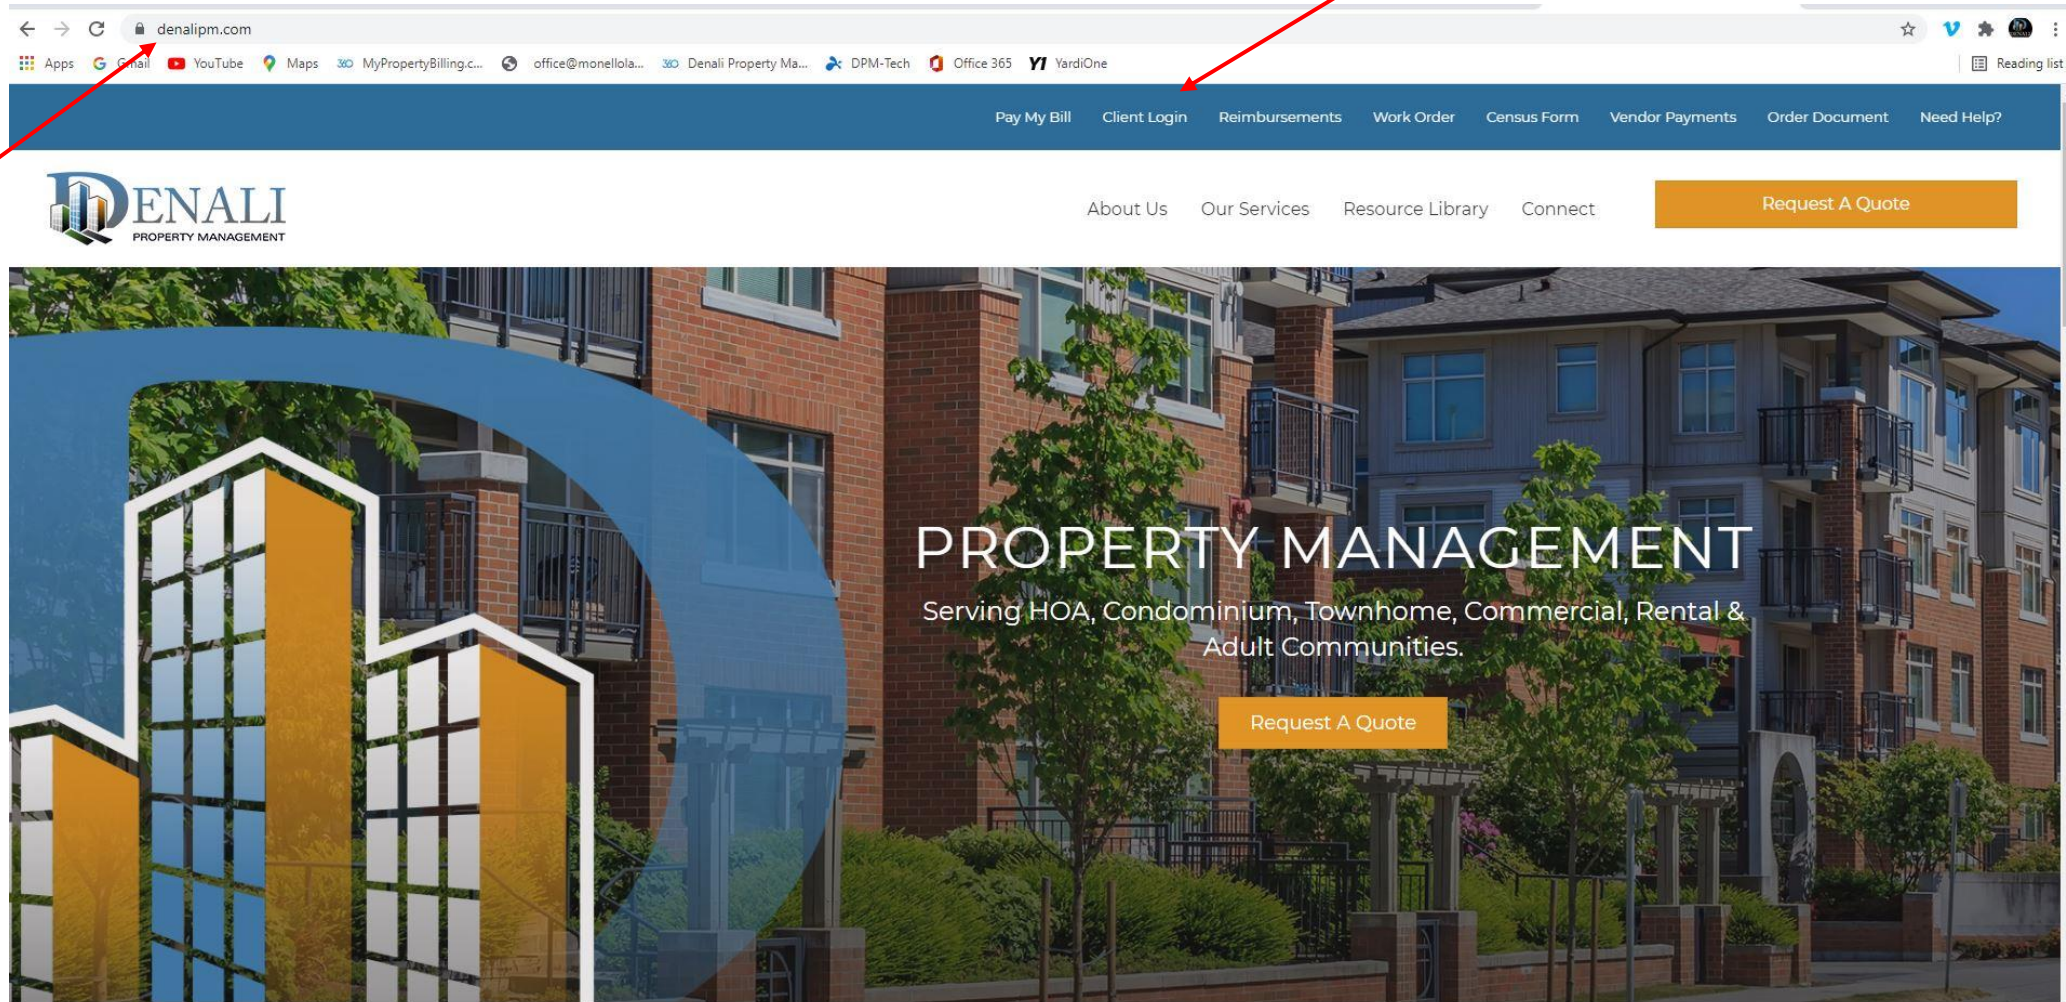 denalipm.com
Apps Gmail YouTube Maps MyPropertyBilling.c... office@monellola... Denali Property Ma... DPM-Tech Office 365 YardiOne Reading list
Pay My Bill Client Login Reimbursements Work Order Census Form Vendor Payments Order Document Need Help?
DENALI
PROPERTY MANAGEMENT
About Us Our Services Resource Library Connect Request A Quote
PROPERTY MANAGEMENT
Serving HOA, Condominium, Townhome, Commercial, Rental &
Adult Communities.
Request A Quote